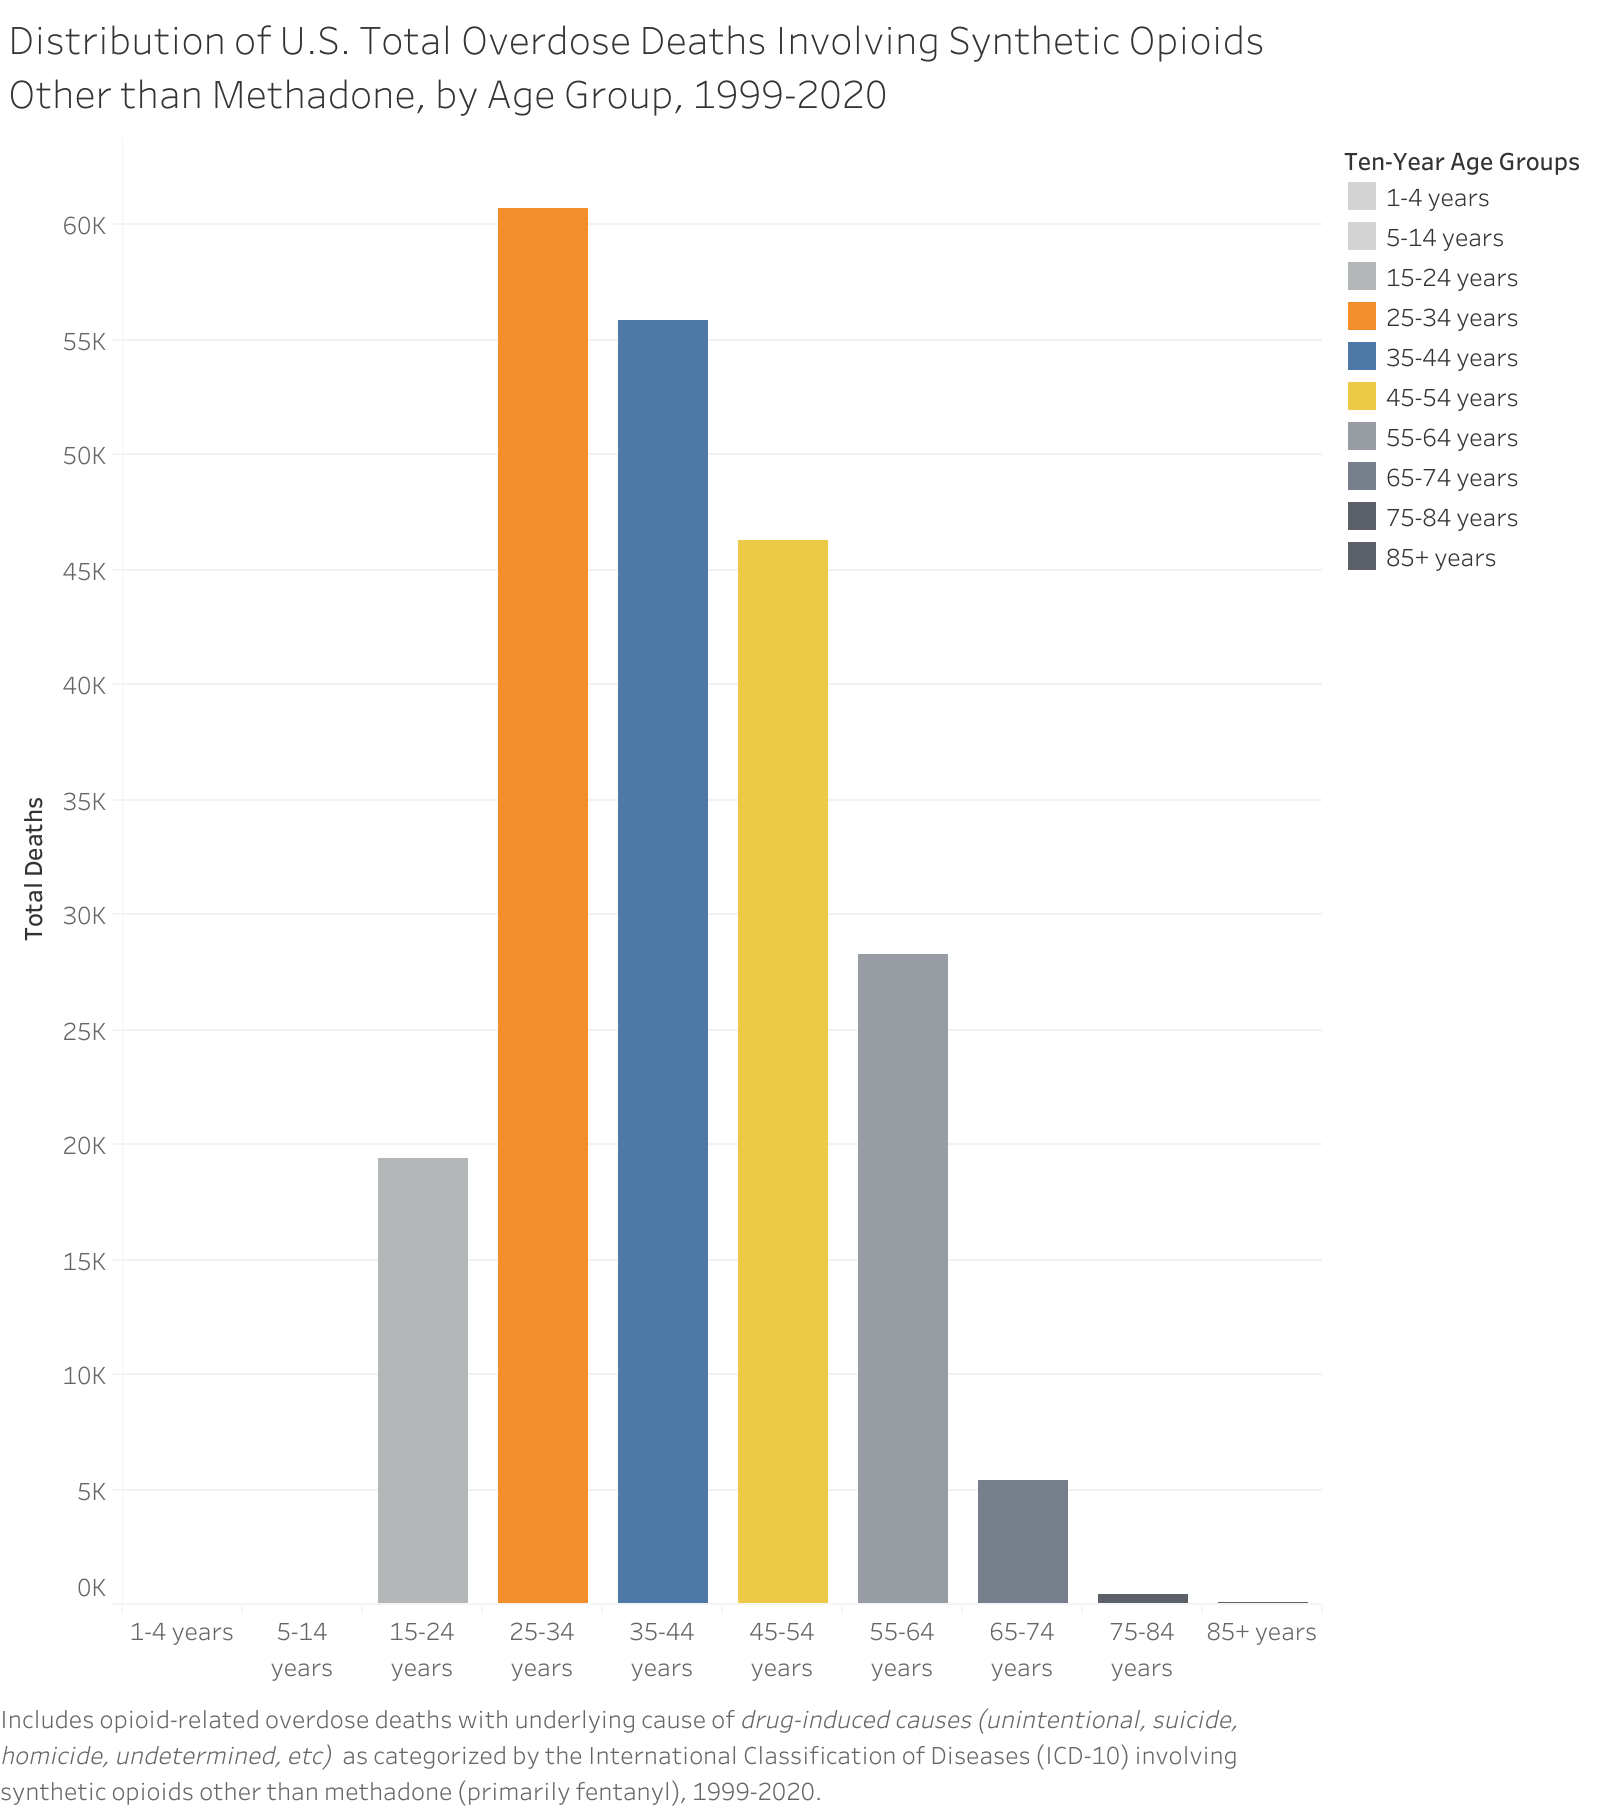 Distribution of U.S. Total Overdose Deaths Involving Synthetic Opioids
Other than Methadone, by Age Group, 1999-2020
Ten-Year Age Groups
1-4 years
5-14 years
15-24 years
25-34 years
35-44 years
45-54 years
55-64 years
65-74 years
75-84 years
85+ years
Total Deaths
60K
55K
50K
45K
40K
35K
30K
25K
20K
15K
10K
5K
0K
1-4 years
5-14
years
15-24
years
25-34
years
35-44
years
45-54
years
55-64
years
65-74
years
75-84
years
85+ years
Includes opioid-related overdose deaths with underlying cause of drug-induced causes (unintentional, suicide,
homicide, undetermined, etc) as categorized by the International Classification of Diseases (ICD-10) involving
synthetic opioids other than methadone (primarily fentanyl), 1999-2020.